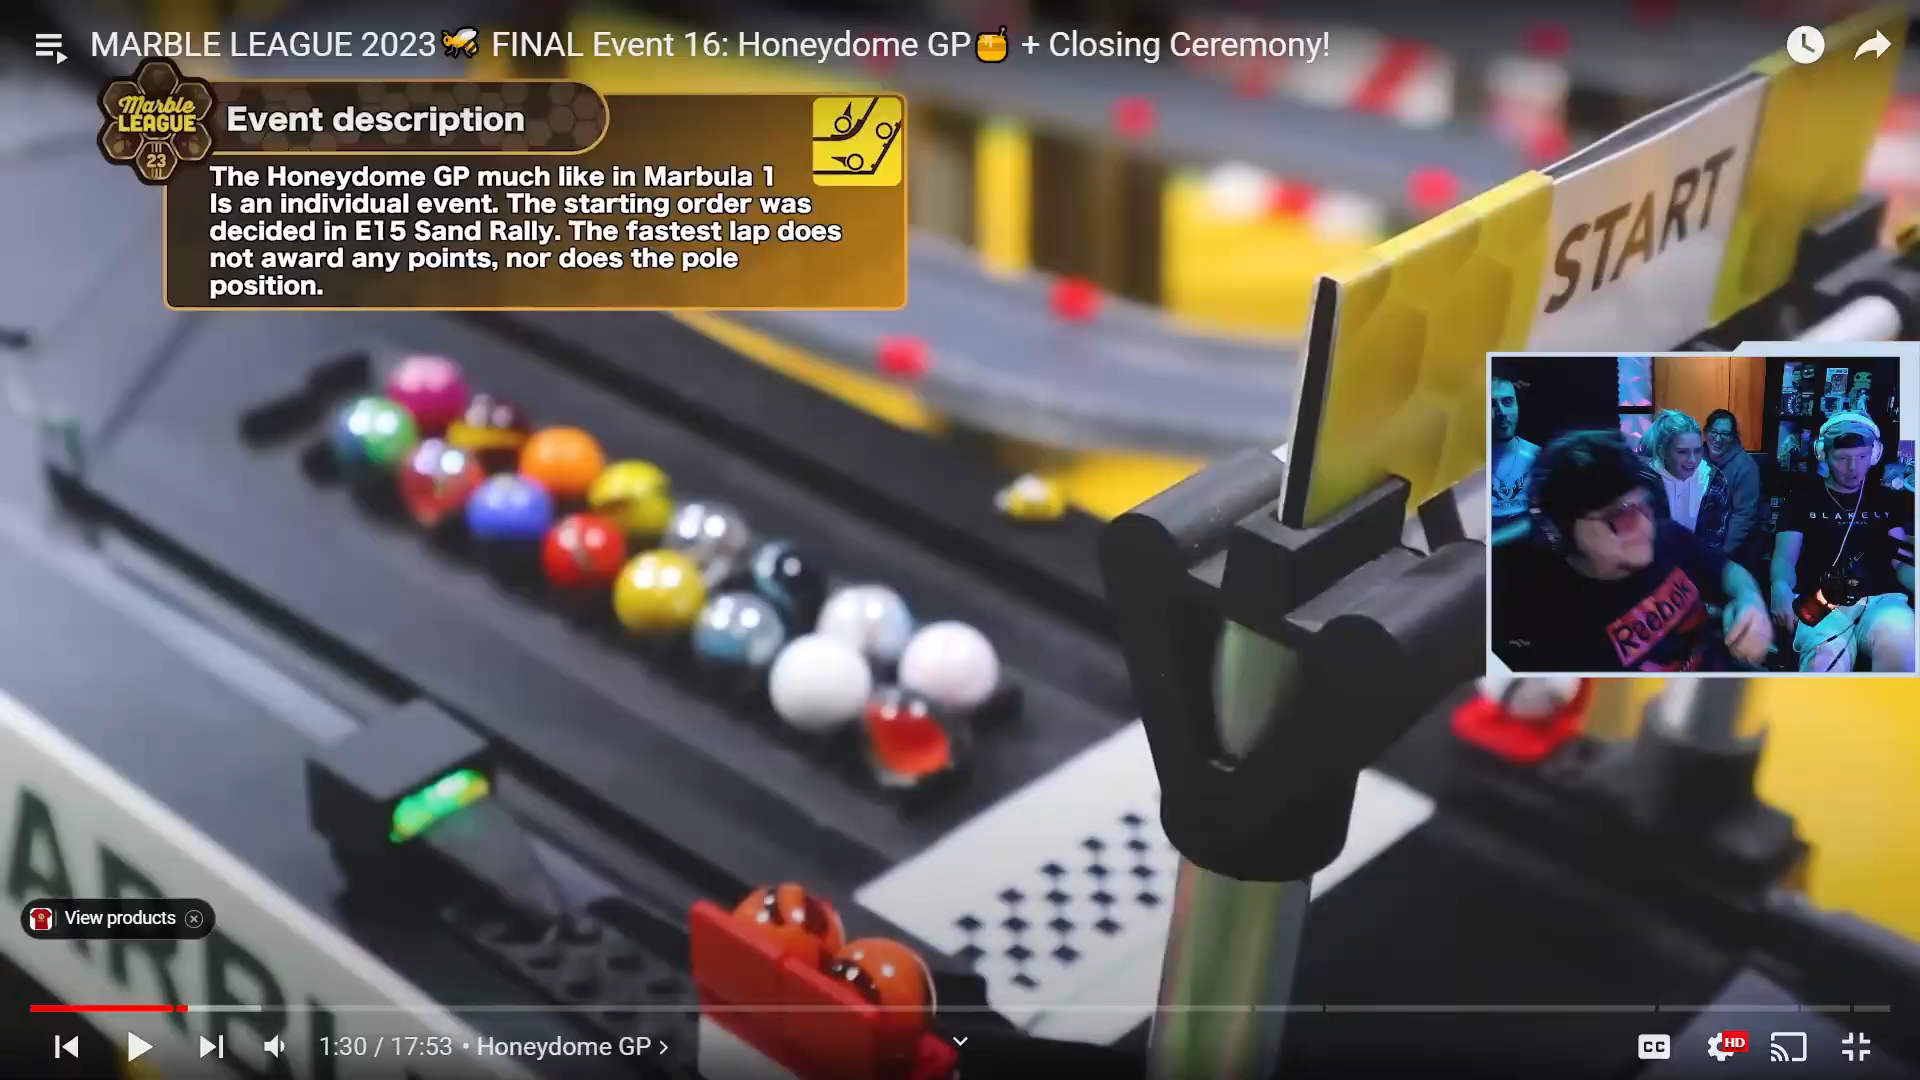 MARBLE LEAGUE 2023🐝 FINAL Event 16: Honeydome GP🍯 + Closing Ceremony!
Marble
LEAGUE
23
Event description
The Honeydome GP much like in Marbula 1
Is an individual event. The starting order was
decided in E15 Sand Rally. The fastest lap does
not award any points, nor does the pole
position.
START
BLAKELY
Reebok
ARBL
View products
1:30 / 17:53 • Honeydome GP
CC
HD